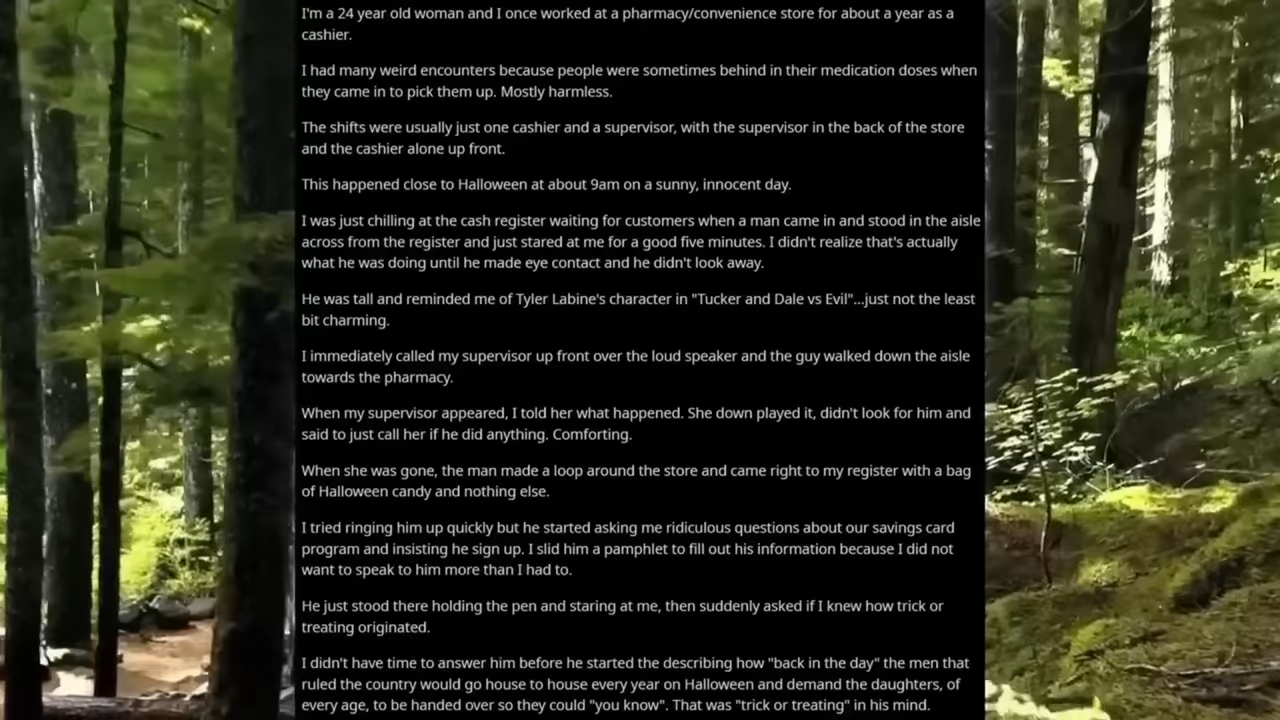 I'm a 24 year old woman and I once worked at a pharmacy/convenience store for about a year as a
cashier.
I had many weird encounters because people were sometimes behind in their medication doses when
they came in to pick them up. Mostly harmless.
The shifts were usually just one cashier and a supervisor, with the supervisor in the back of the store
and the cashier alone up front.
This happened close to Halloween at about 9am on a sunny, innocent day.
I was just chilling at the cash register waiting for customers when a man came in and stood in the aisle
across from the register and just stared at me for a good five minutes. I didn't realize that's actually
what he was doing until he made eye contact and he didn't look away.
He was tall and reminded me of Tyler Labine's character in "Tucker and Dale vs Evil"...just not the least
bit charming.
I immediately called my supervisor up front over the loud speaker and the guy walked down the aisle
towards the pharmacy.
When my supervisor appeared, I told her what happened. She down played it, didn't look for him and
said to just call her if he did anything. Comforting.
When she was gone, the man made a loop around the store and came right to my register with a bag
of Halloween candy and nothing else.
I tried ringing him up quickly but he started asking me ridiculous questions about our savings card
program and insisting he sign up. I slid him a pamphlet to fill out his information because I did not
want to speak to him more than I had to.
He just stood there holding the pen and staring at me, then suddenly asked if I knew how trick or
treating originated.
I didn't have time to answer him before he started the describing how "back in the day" the men that
ruled the country would go house to house every year on Halloween and demand the daughters, of
every age, to be handed over so they could "you know". That was "trick or treating" in his mind.